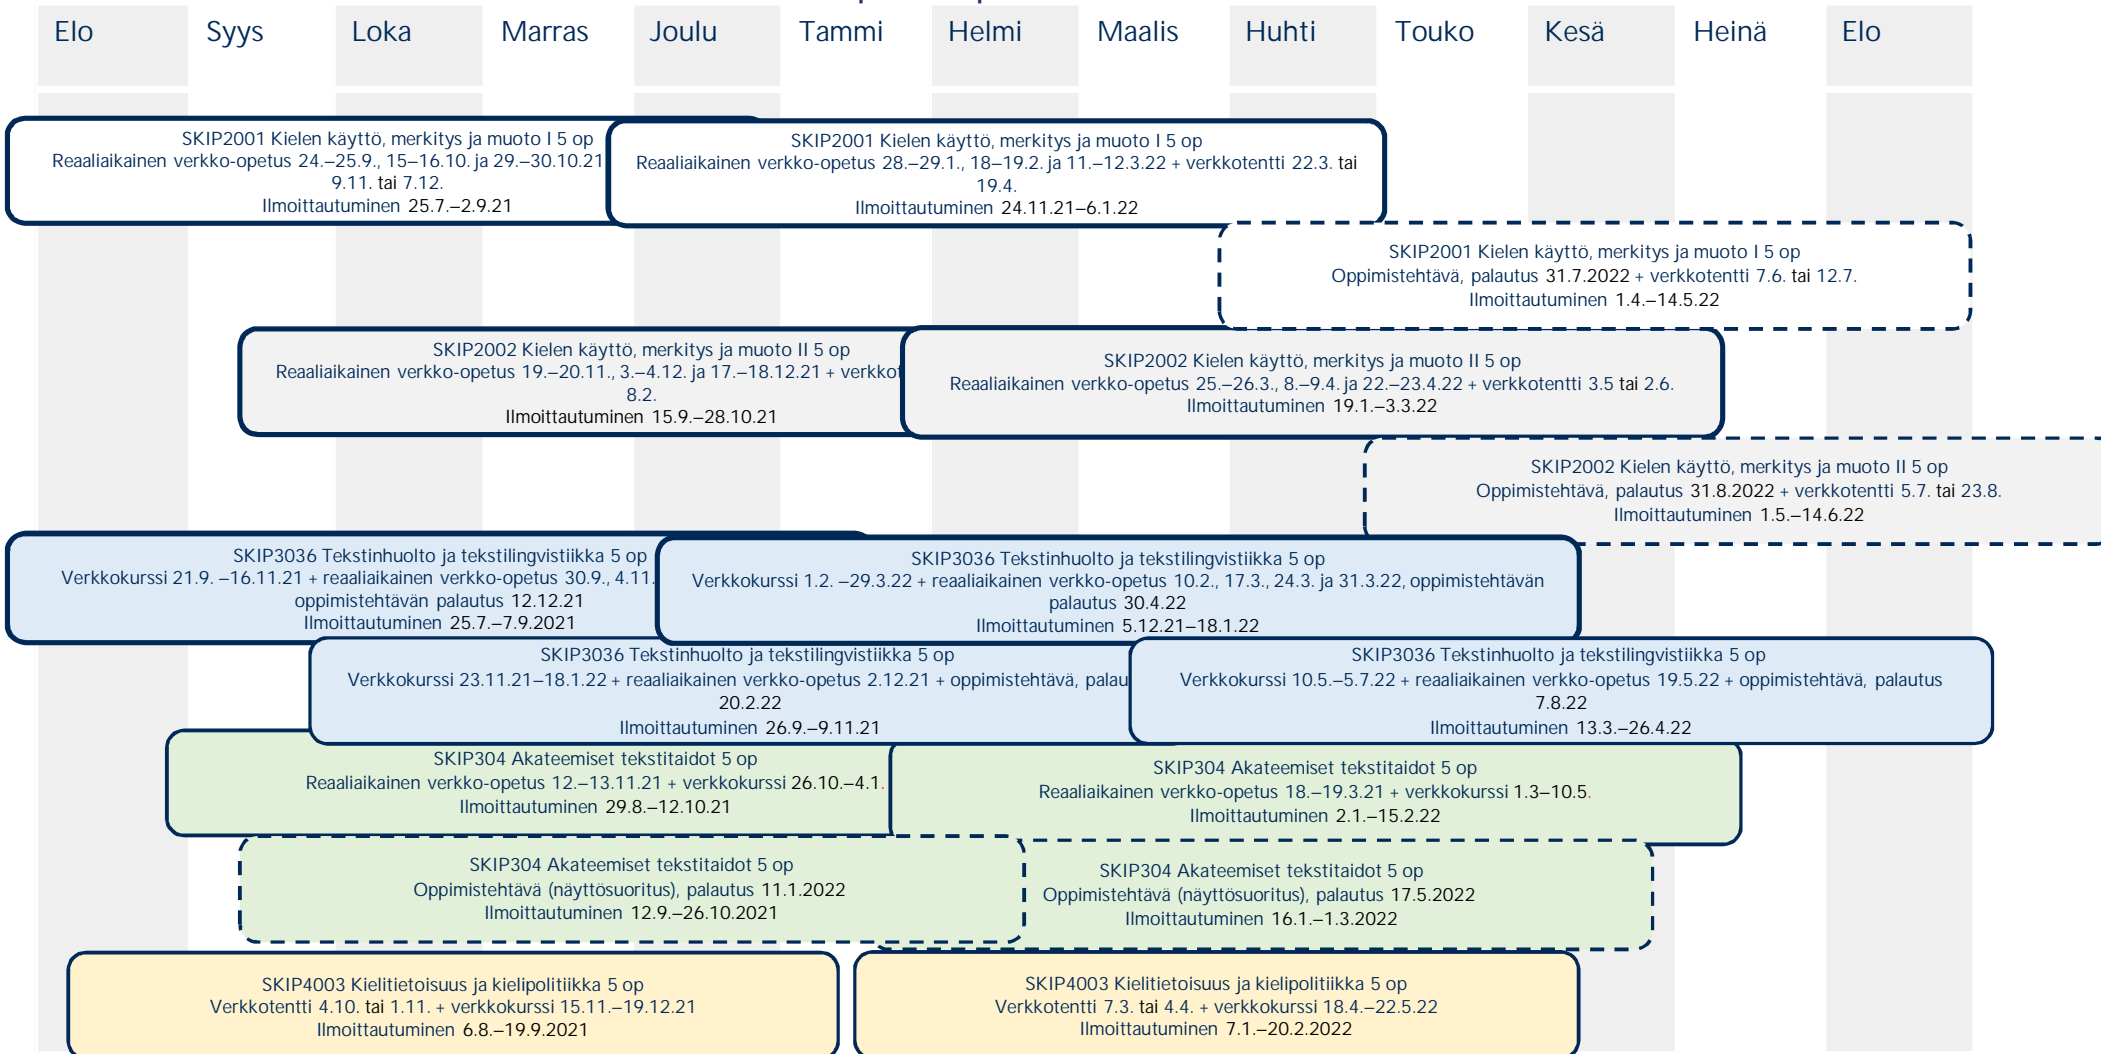 Elo Syys Loka Marras Joulu Tammi Helmi Maalis Huhti Touko Kesä Heinä Elo
SKIP2001 Kielen käyttö, merkitys ja muoto I 5 op
Reaaliaikainen verkko-opetus 24.–25.9., 15–16.10. ja 29.–30.10.21
9.11. tai 7.12.
Ilmoittautuminen 25.7.–2.9.21
SKIP2001 Kielen käyttö, merkitys ja muoto I 5 op
Reaaliaikainen verkko-opetus 28.–29.1., 18–19.2. ja 11.–12.3.22 + verkkotentti 22.3. tai
19.4.
Ilmoittautuminen 24.11.21–6.1.22
SKIP2001 Kielen käyttö, merkitys ja muoto I 5 op
Oppimistehtävä, palautus 31.7.2022 + verkkotentti 7.6. tai 12.7.
Ilmoittautuminen 1.4.–14.5.22
SKIP2002 Kielen käyttö, merkitys ja muoto II 5 op
Reaaliaikainen verkko-opetus 19.–20.11., 3.–4.12. ja 17.–18.12.21 +
8.2.
Ilmoittautuminen 15.9.–28.10.21
SKIP2002 Kielen käyttö, merkitys ja muoto II 5 op
Reaaliaikainen verkko-opetus 25.–26.3., 8.–9.4. ja 22.–23.4.22 + verkkotentti 3.5 tai 2.6.
Ilmoittautuminen 19.1.–3.3.22
SKIP2002 Kielen käyttö, merkitys ja muoto II 5 op
Oppimistehtävä, palautus 31.8.2022 + verkkotentti 5.7. tai 23.8.
Ilmoittautuminen 1.5.–14.6.22
SKIP3036 Tekstinhuolto ja tekstilingvistiikka 5 op
Verkkokurssi 21.9. –16.11.21 + reaaliaikainen verkko-opetus 30.9., 4.11.
oppimistehtävän palautus 12.12.21
Ilmoittautuminen 25.7.–7.9.2021
SKIP3036 Tekstinhuolto ja tekstilingvistiikka 5 op
Verkkokurssi 1.2. –29.3.22 + reaaliaikainen verkko-opetus 10.2., 17.3., 24.3. ja 31.3.22, oppimistehtävän
palautus 30.4.22
Ilmoittautuminen 5.12.21–18.1.22
SKIP3036 Tekstinhuolto ja tekstilingvistiikka 5 op
Verkkokurssi 23.11.21–18.1.22 + reaaliaikainen verkko-opetus 2.12.21 + oppimistehtävä,
20.2.22
Ilmoittautuminen 26.9.–9.11.21
SKIP3036 Tekstinhuolto ja tekstilingvistiikka 5 op
Verkkokurssi 10.5.–5.7.22 + reaaliaikainen verkko-opetus 19.5.22 + oppimistehtävä, palautus
7.8.22
Ilmoittautuminen 13.3.–26.4.22
SKIP304 Akateemiset tekstitaidot 5 op
Reaaliaikainen verkko-opetus 12.–13.11.21 + verkkokurssi 26.10.–4.1.
Ilmoittautuminen 29.8.–12.10.21
SKIP304 Akateemiset tekstitaidot 5 op
Reaaliaikainen verkko-opetus 18.–19.3.21 + verkkokurssi 1.3–10.5.
Ilmoittautuminen 2.1.–15.2.22
SKIP304 Akateemiset tekstitaidot 5 op
Oppimistehtävä (näyttösuoritus), palautus 11.1.2022
Ilmoittautuminen 12.9.–26.10.2021
SKIP304 Akateemiset tekstitaidot 5 op
Oppimistehtävä (näyttösuoritus), palautus 17.5.2022
Ilmoittautuminen 16.1.–1.3.2022
SKIP4003 Kielitietoisuus ja kielipolitiikka 5 op
Verkkotentti 4.10. tai 1.11. + verkkokurssi 15.11.–19.12.21
Ilmoittautuminen 6.8.–19.9.2021
SKIP4003 Kielitietoisuus ja kielipolitiikka 5 op
Verkkotentti 7.3. tai 4.4. + verkkokurssi 18.4.–22.5.22
Ilmoittautuminen 7.1.–20.2.2022